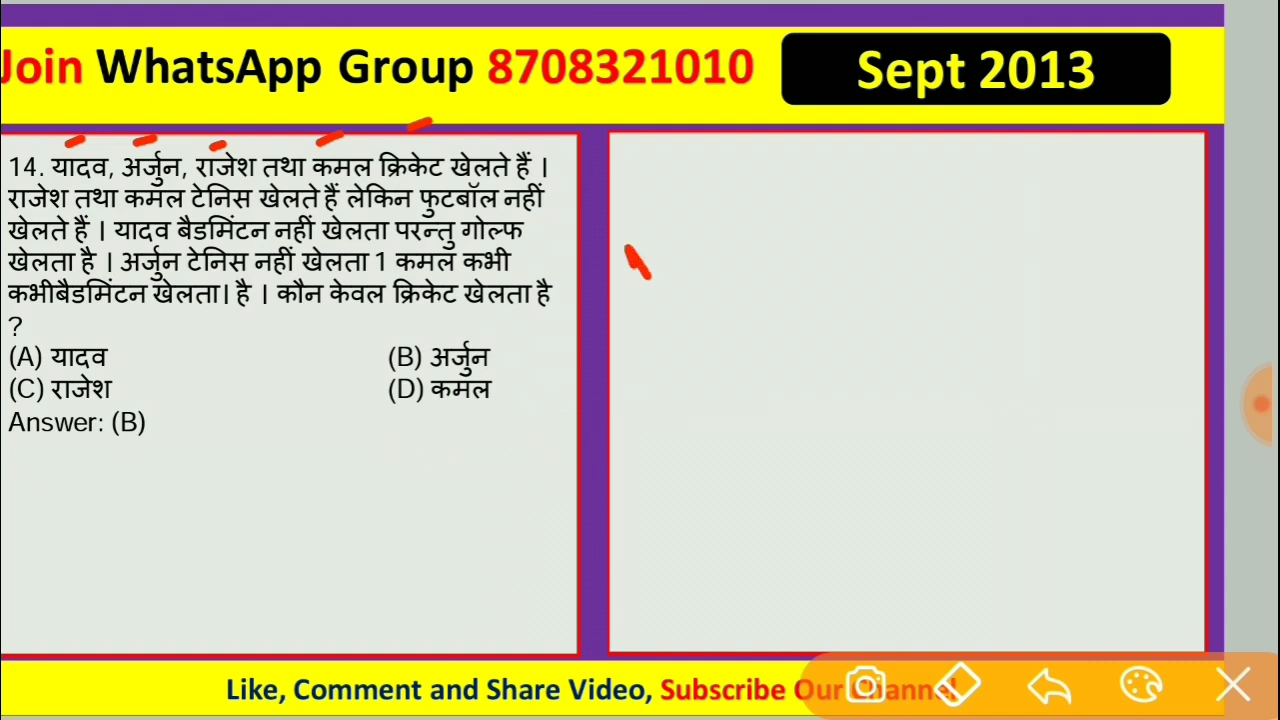 Join WhatsApp Group 8708321010
Sept 2013
14. यादव, अर्जुन, राजेश तथा कमल क्रिकेट खेलते हैं ।
राजेश तथा कमल टेनिस खेलते हैं लेकिन फुटबॉल नहीं
खेलते हैं । यादव बैडमिंटन नहीं खेलता परन्तु गोल्फ
खेलता है । अर्जुन टेनिस नहीं खेलता 1 कमल कभी
कभीबैडमिंटन खेलता। है । कौन केवल क्रिकेट खेलता है
?
(A) यादव (B) अर्जुन
(C) राजेश (D) कमल
Answer: (B)
Like, Comment and Share Video, Subscribe Our Channel